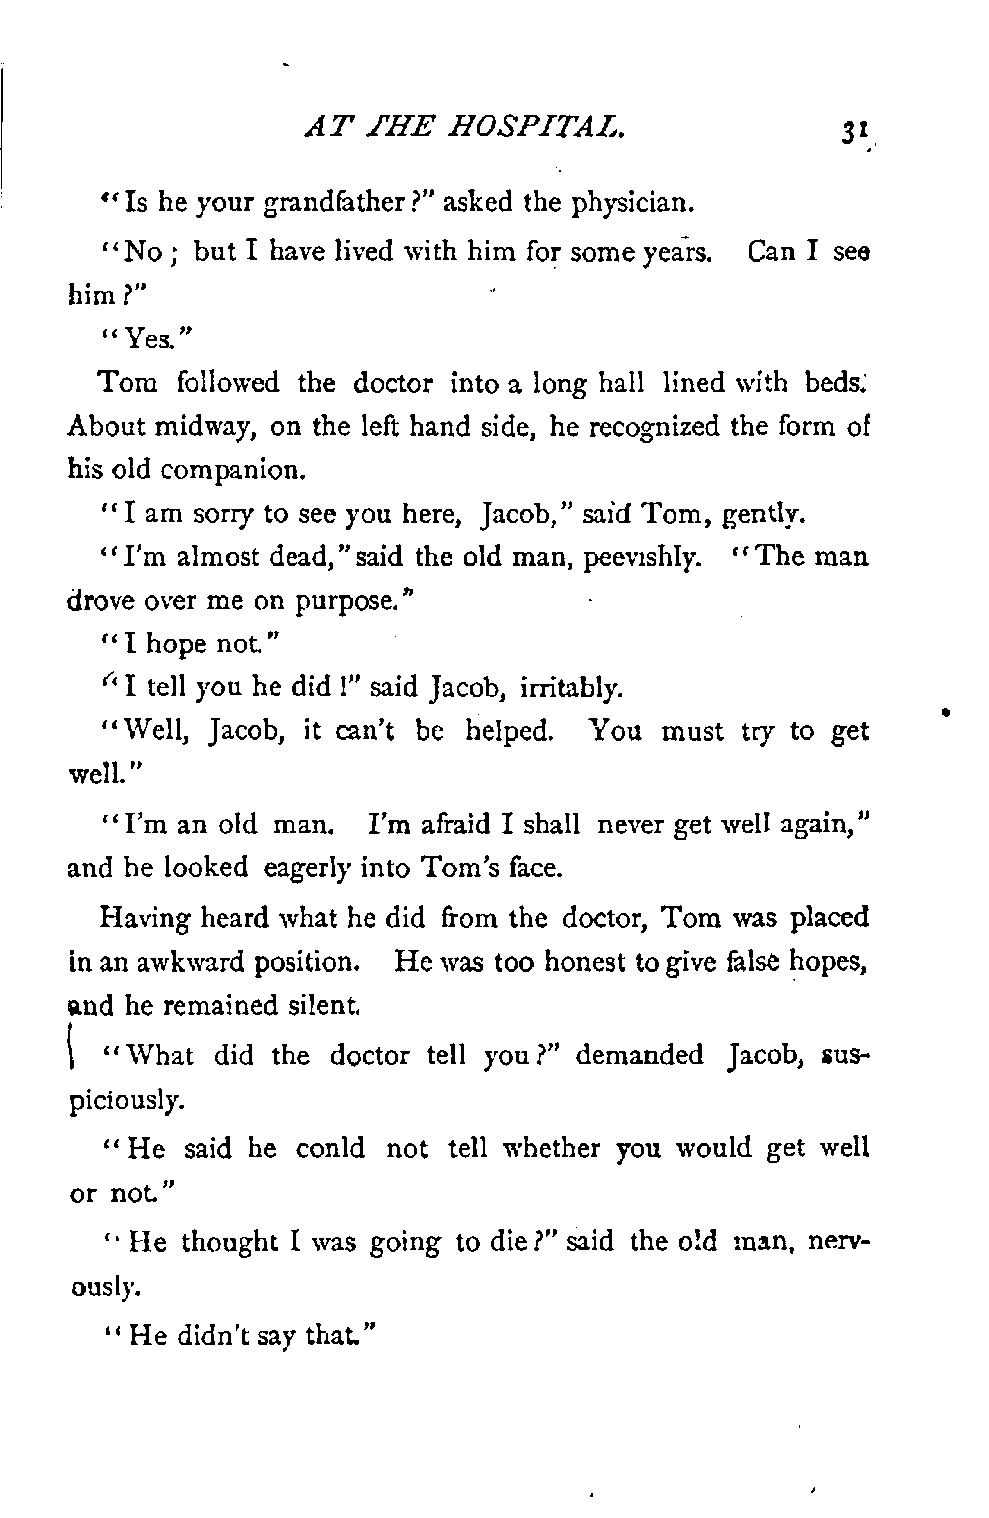 AT THE HOSPITAL. 31
"Is he your grandfather?" asked the physician.
"No; but I have lived with him for some years. Can I see
him?"
"Yes."
Tom followed the doctor into a long hall lined with beds.
About midway, on the left hand side, he recognized the form of
his old companion.
"I am sorry to see you here, Jacob," said Tom, gently.
"I'm almost dead," said the old man, peevishly. "The man
drove over me on purpose."
"I hope not."
"I tell you he did!" said Jacob, irritably.
"Well, Jacob, it can't be helped. You must try to get
well."
"I'm an old man. I'm afraid I shall never get well again,"
and he looked eagerly into Tom's face.
Having heard what he did from the doctor, Tom was placed
in an awkward position. He was too honest to give false hopes,
and he remained silent.
"What did the doctor tell you?" demanded Jacob, sus-
piciously.
"He said he conld not tell whether you would get well
or not."
"He thought I was going to die?" said the old man, nerv-
ously.
"He didn't say that."